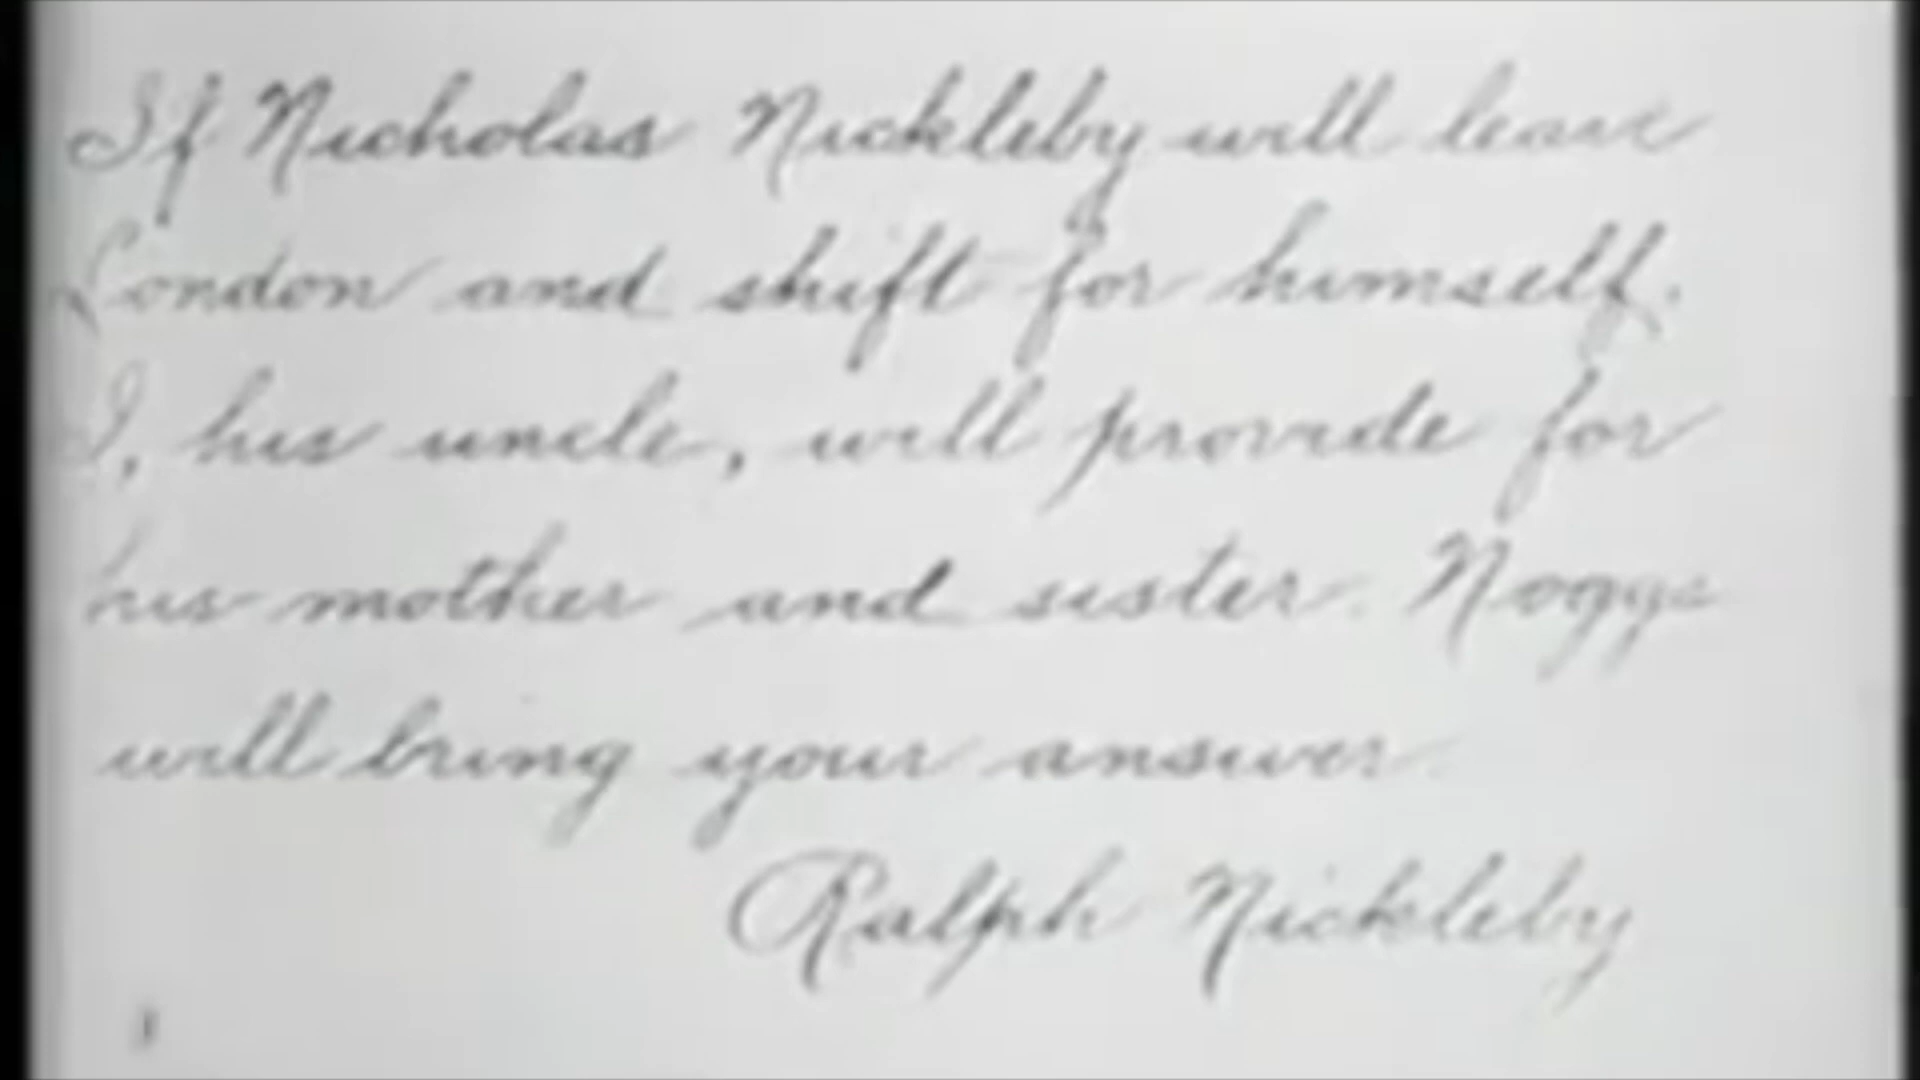 If Nicholas Nickleby will leave
London and shift for himself,
I, his uncle, will provide for
his mother and sister. Noggs
will bring your answer.
Ralph Nickleby